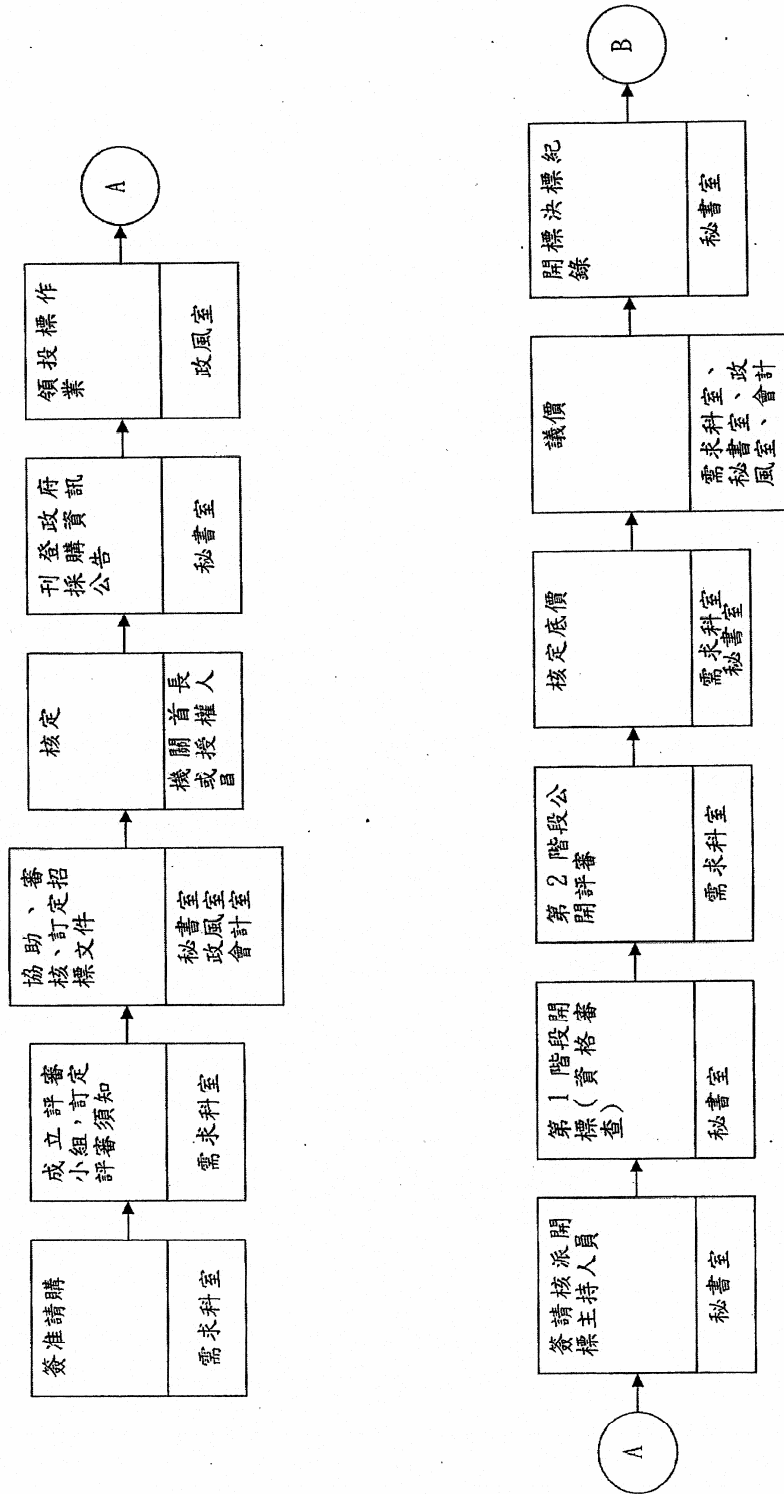 簽准請購
需求科室
成立評審
小組，訂定
評審須知
需求科室
協助、審
核、訂定招
標文件
秘書室
政風室
會計室
核定
機關首長
或授權人
員
刊登政府
採購資訊
公告
秘書室
領投標作
業
政風室
A
A
簽請核派開
標主持人員
秘書室
第1階段開
標(資格審
查)
秘書室
第2階段公
開評審
需求科室
核定底價
需求科室
秘書室
議價
需求科室、
秘書室、政
風室、會計
開標決標紀
錄
秘書室
B